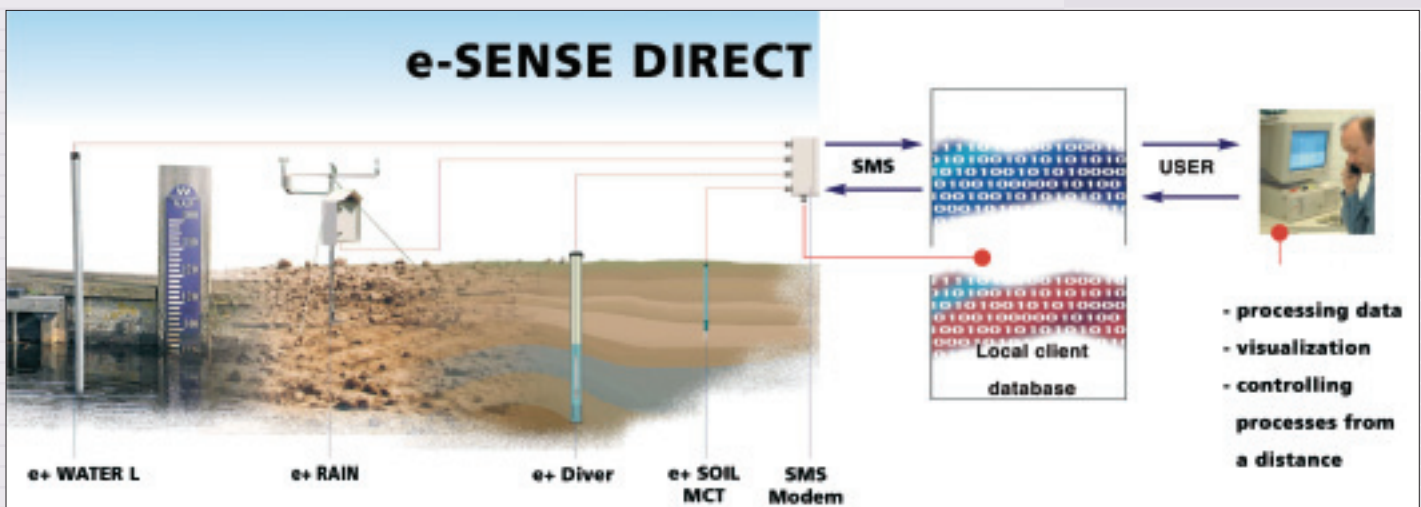 e-SENSE DIRECT
SMS
USER
Local client
database
- processing data
- visualization
- controlling
processes from
a distance
e+ WATER L
e+ RAIN
e+ Diver
e+ SOIL
MCT
SMS
Modem